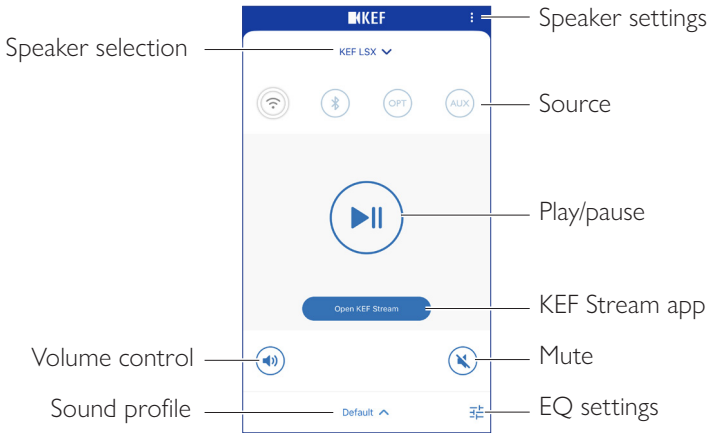 KEF
Speaker settings
Speaker selection
KEF LSX
OPT
AUX
Source
Play/pause
Open KEF Stream
KEF Stream app
Volume control
Mute
Sound profile
Default
EQ settings